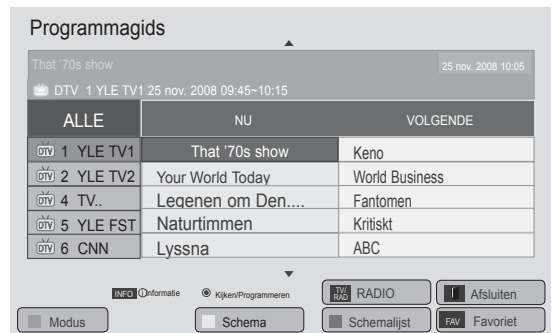 Programmagids
That '70s show
25 nov. 2008 10:05
DTV 1 YLE TV1 25 nov. 2008 09:45~10:15
ALLE NU VOLGENDE
DTV 1 YLE TV1 That '70s show Keno
DTV 2 YLE TV2 Your World Today World Business
DTV 4 TV.. Legenen om Den.... Fantomen
DTV 5 YLE FST Naturtimmen Kritiskt
DTV 6 CNN Lyssna ABC
INFO i Informatie Kijken/Programmeren TV/RAD RADIO Afsluiten
Modus Schema Schemalijst FAV Favoriet